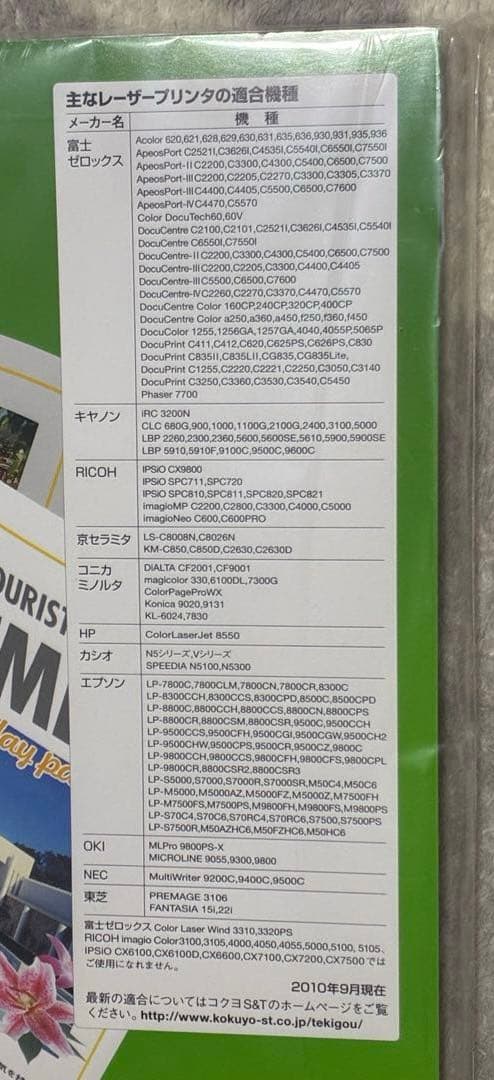 主なレーザープリンタの適合機種
メーカー名 機 種
富士
ゼロックス
Acolor 620,621,628,629,630,631,635,636,930,931,935,936
ApeosPort C2521I,C3626I,C4535I,C5540I,C6550I,C7550I
ApeosPort-II C2200,C3300,C4300,C5400,C6500,C7500
ApeosPort-III C2200,C2205,C2270,C3300,C3305,C3370
ApeosPort-III C4400,C4405,C5500,C6500,C7600
ApeosPort-IV C4470,C5570
Color DocuTech60,60V
DocuCentre C2100,C2101,C2521I,C3626I,C4535I,C5540I
DocuCentre C6550I,C7550I
DocuCentre-II C2200,C3300,C4300,C5400,C6500,C7500
DocuCentre-III C2200,C2205,C3300,C4400,C4405
DocuCentre-III C5500,C6500,C7600
DocuCentre-IV C2260,C2270,C3370,C4470,C5570
DocuCentre Color 160CP,240CP,320CP,400CP
DocuCentre Color a250,a360,a450,f250,f360,f450
DocuColor 1255,1256GA,1257GA,4040,4055P,5065P
DocuPrint C411,C412,C620,C625PS,C626PS,C830
DocuPrint C835II,C835LII,CG835,CG835Lite,
DocuPrint C1255,C2220,C2221,C2250,C3050,C3140
DocuPrint C3250,C3360,C3530,C3540,C5450
Phaser 7700
キヤノン
iRC 3200N
CLC 680G,900,1000,1100G,2100G,2400,3100,5000
LBP 2260,2300,2360,5600,5600SE,5610,5900,5900SE
LBP 5910,5910F,9100C,9500C,9600C
RICOH
IPSiO CX9800
IPSiO SPC711,SPC720
IPSiO SPC810,SPC811,SPC820,SPC821
imagioMP C2200,C2800,C3300,C4000,C5000
imagioNeo C600,C600PRO
京セラミタ
LS-C8008N,C8026N
KM-C850,C850D,C2630,C2630D
コニカ
ミノルタ
DiALTA CF2001,CF9001
magicolor 330,6100DL,7300G
ColorPageProWX
Konica 9020,9131
KL-6024,7830
HP ColorLaserJet 8550
カシオ
N5シリーズ,Vシリーズ
SPEEDIA N5100,N5300
エプソン
LP-7800C,7800CLM,7800CN,7800CR,8300C
LP-8300CCH,8300CCS,8300CPD,8500C,8500CPD
LP-8800C,8800CCH,8800CCS,8800CN,8800CPS
LP-8800CR,8800CSM,8800CSR,9500C,9500CCH
LP-9500CCS,9500CFH,9500CGI,9500CGW,9500CH2
LP-9500CHW,9500CPS,9500CR,9500CZ,9800C
LP-9800CCH,9800CCS,9800CFH,9800CFS,9800CPL
LP-9800CR,8800CSR2,8800CSR3
LP-S5000,S7000,S7000R,S7000SR,M50C4,M50C6
LP-M5000,M5000AZ,M5000FZ,M5000Z,M7500FH
LP-M7500FS,M7500PS,M9800FH,M9800FS,M9800PS
LP-S70C4,S70C6,S70RC4,S70RC6,S7500,S7500PS
LP-S7500R,M50AZHC6,M50FZHC6,M50HC6
OKI
MLPro 9800PS-X
MICROLINE 9055,9300,9800
NEC MultiWriter 9200C,9400C,9500C
東芝
PREMAGE 3106
FANTASIA 15i,22i
富士ゼロックス Color Laser Wind 3310,3320PS
RICOH imagio Color3100,3105,4000,4050,4055,5000,5100, 5105、
IPSiO CX6100,CX6100D,CX6600,CX7100,CX7200,CX7500では
ご使用になれません。
2010年9月現在
最新の適合についてはコクヨS&Tのホームページをご覧
ください。http://www.kokuyo-st.co.jp/tekigou/
OURIST